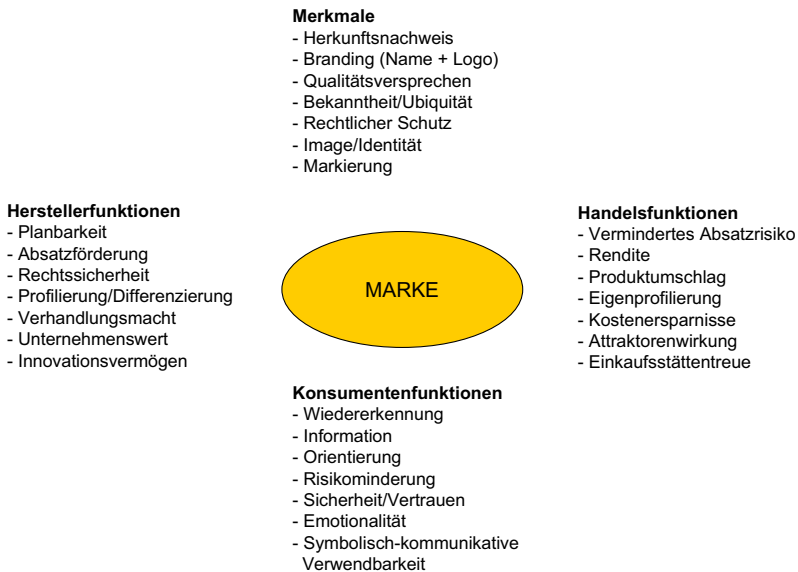 Merkmale
- Herkunftsnachweis
- Branding (Name + Logo)
- Qualitätsversprechen
- Bekanntheit/Ubiquität
- Rechtlicher Schutz
- Image/Identität
- Markierung
Herstellerfunktionen
- Planbarkeit
- Absatzförderung
- Rechtssicherheit
- Profilierung/Differenzierung
- Verhandlungsmacht
- Unternehmenswert
- Innovationsvermögen
MARKE
Handelsfunktionen
- Vermindertes Absatzrisiko
- Rendite
- Produktumschlag
- Eigenprofilierung
- Kostenersparnisse
- Attraktorenwirkung
- Einkaufsstättentreue
Konsumentenfunktionen
- Wiedererkennung
- Information
- Orientierung
- Risikominderung
- Sicherheit/Vertrauen
- Emotionalität
- Symbolisch-kommunikative
Verwendbarkeit